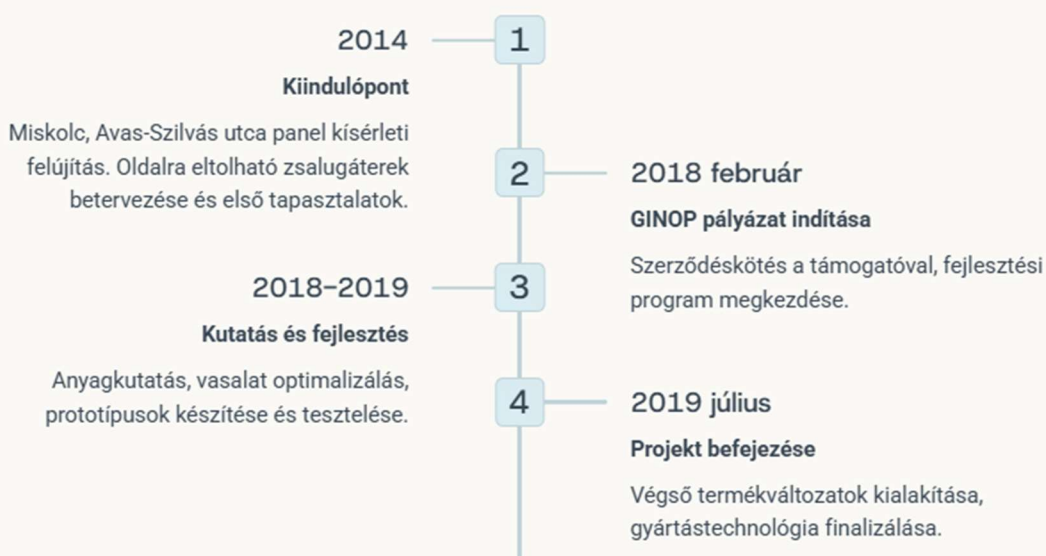 1
2014
Kiindulópont
Miskolc, Avas-Szilvás utca panel kísérleti
felújítás. Oldalra eltolható zsalugáterek
betervezése és első tapasztalatok.
2
2018 február
GINOP pályázat indítása
Szerződéskötés a támogatóval, fejlesztési
program megkezdése.
3
2018–2019
Kutatás és fejlesztés
Anyagkutatás, vasalat optimalizálás,
prototípusok készítése és tesztelése.
4
2019 július
Projekt befejezése
Végső termékváltozatok kialakítása,
gyártástechnológia finalizálása.